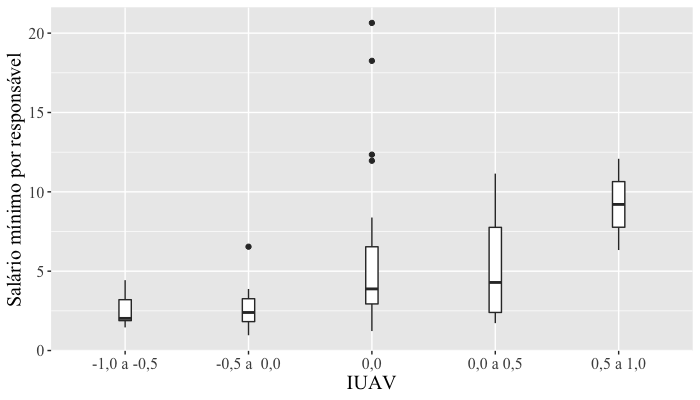 Salário mínimo por responsável
20
15
10
5
0
-1,0 a -0,5
-0,5 a 0,0
0,0
0,0 a 0,5
0,5 a 1,0
IUAV